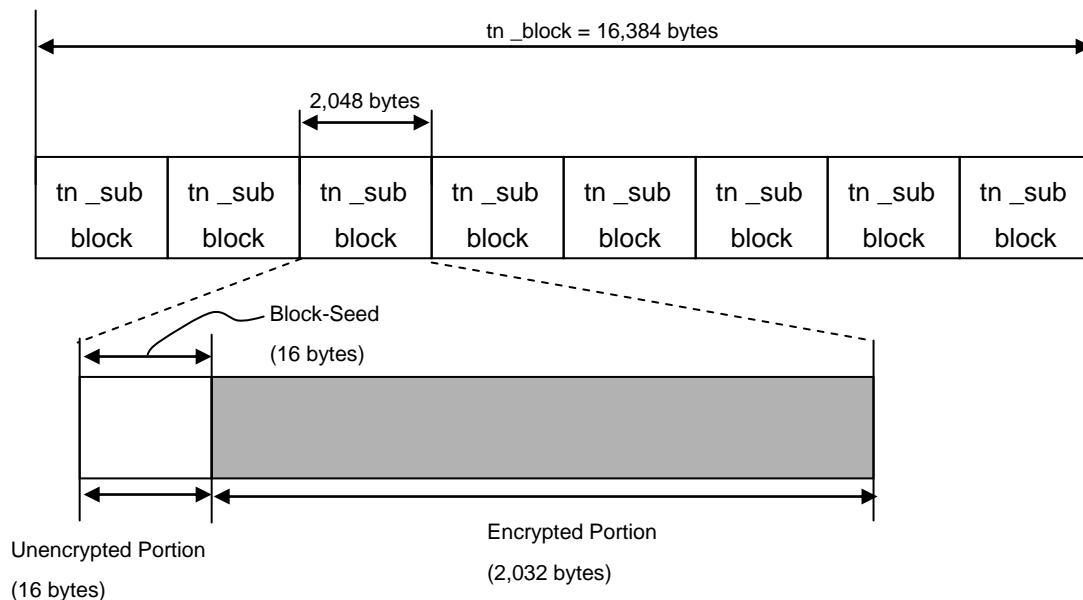 tn _block = 16,384 bytes
2,048 bytes
tn _sub
block
tn _sub
block
tn _sub
block
tn _sub
block
tn _sub
block
tn _sub
block
tn _sub
block
tn _sub
block
Block-Seed
(16 bytes)
Unencrypted Portion
(16 bytes)
Encrypted Portion
(2,032 bytes)